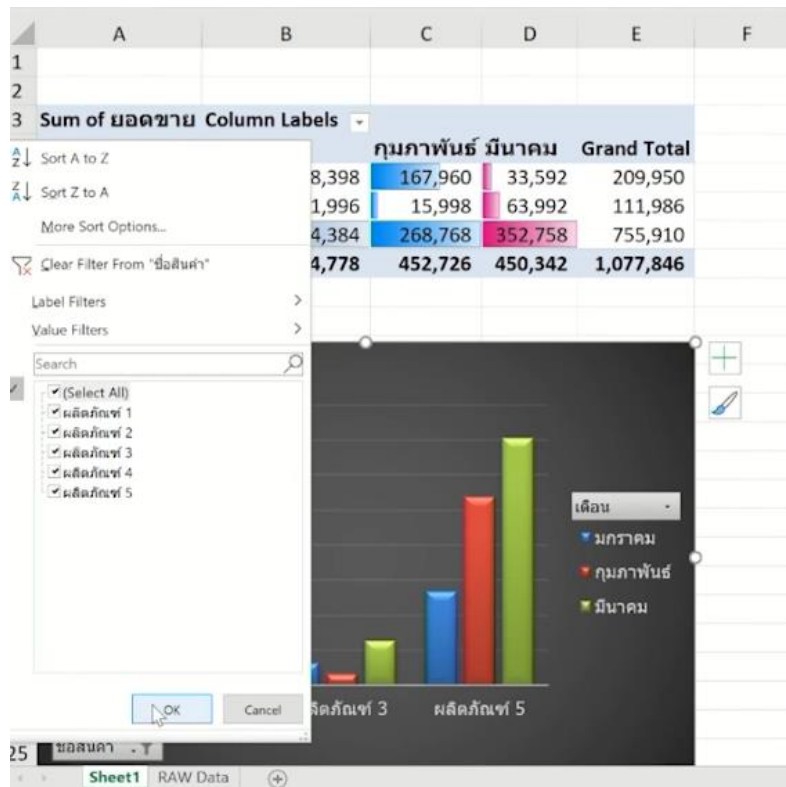 A B C D E F
1
2
3 Sum of ยอดขาย Column Labels
กุมภาพันธ์ มีนาคม Grand Total
8,398 167,960 33,592 209,950
1,996 15,998 63,992 111,986
4,384 268,768 352,758 755,910
4,778 452,726 450,342 1,077,846
Sort A to Z
Sort Z to A
More Sort Options...
Clear Filter From "ชื่อสินค้า"
Label Filters
Value Filters
Search
(Select All)
ผลิตภัณฑ์ 1
ผลิตภัณฑ์ 2
ผลิตภัณฑ์ 3
ผลิตภัณฑ์ 4
ผลิตภัณฑ์ 5
OK Cancel
เดือน
มกราคม
กุมภาพันธ์
มีนาคม
ลิตภัณฑ์ 3 ผลิตภัณฑ์ 5
25 ชื่อสินค้า
Sheet1 RAW Data